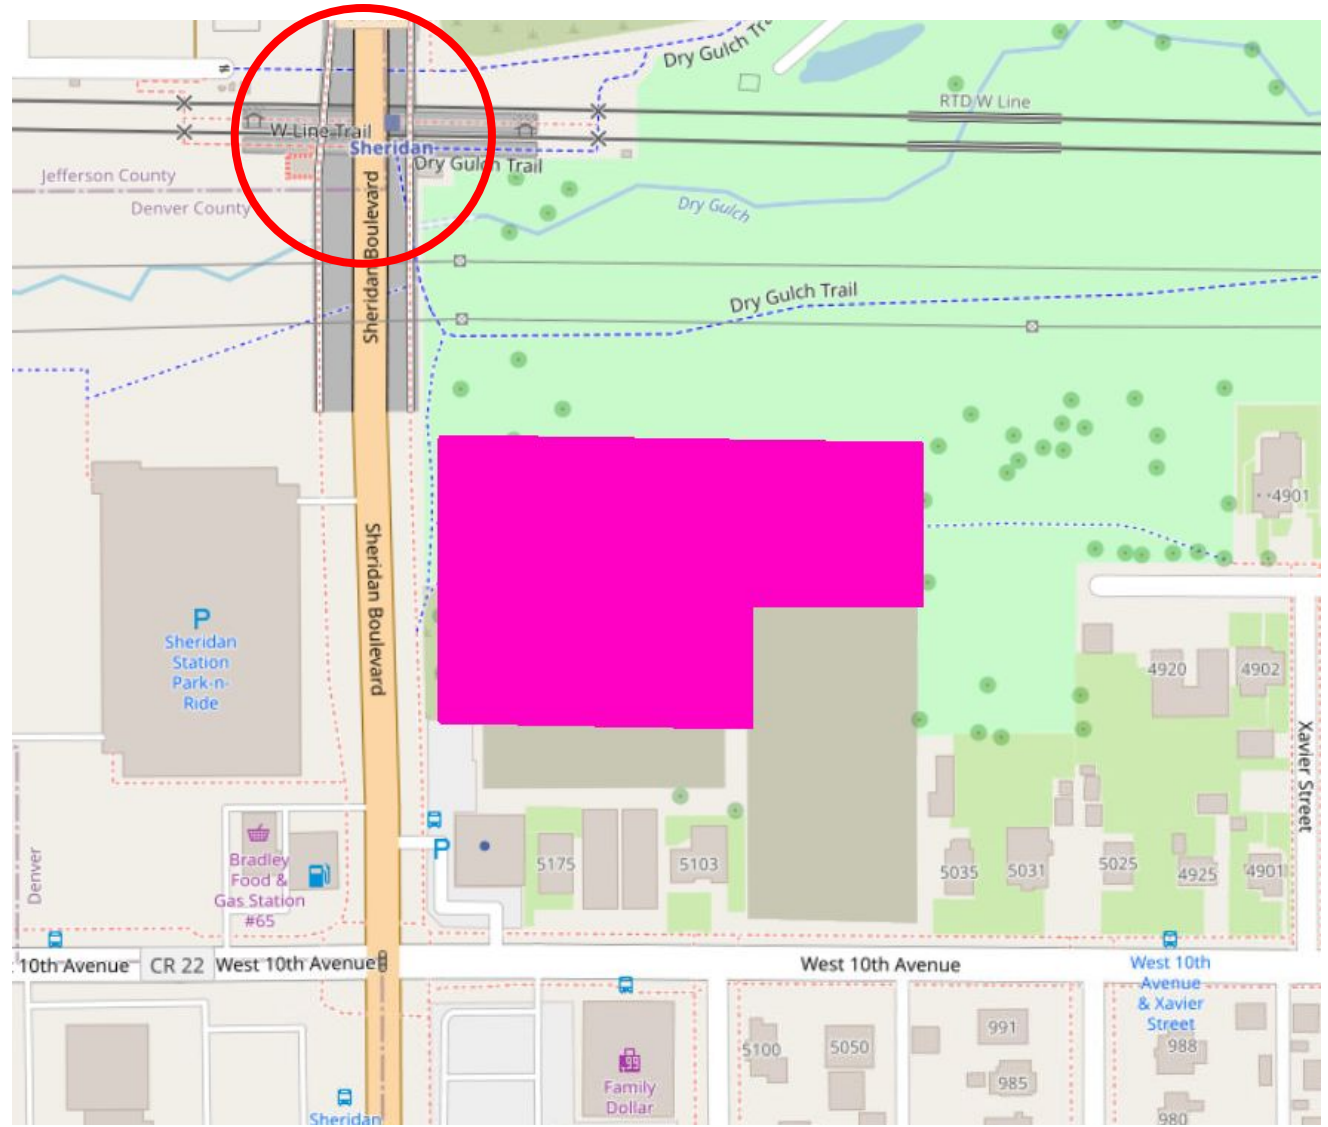 Dry Gulch Tra
RTD W Line
W-Line Trail
Sheridan
Dry Gulch Trail
Jefferson County
Denver County
Dry Gulch
Sheridan Boulevard
Dry Gulch Trail
4901
Sheridan Boulevard
P
Sheridan
Station
Park-n-
Ride
4920
4902
Xavier Street
Denver
Bradley
Food &
Gas Station
#65
P
5175
5103
5035
5031
5025
4925
4901
10th Avenue
CR 22
West 10th Avenue
West 10th Avenue
West 10th
Avenue
& Xavier
Street
991
5100
5050
988
985
.99
Family
Dollar
980
Sheridan